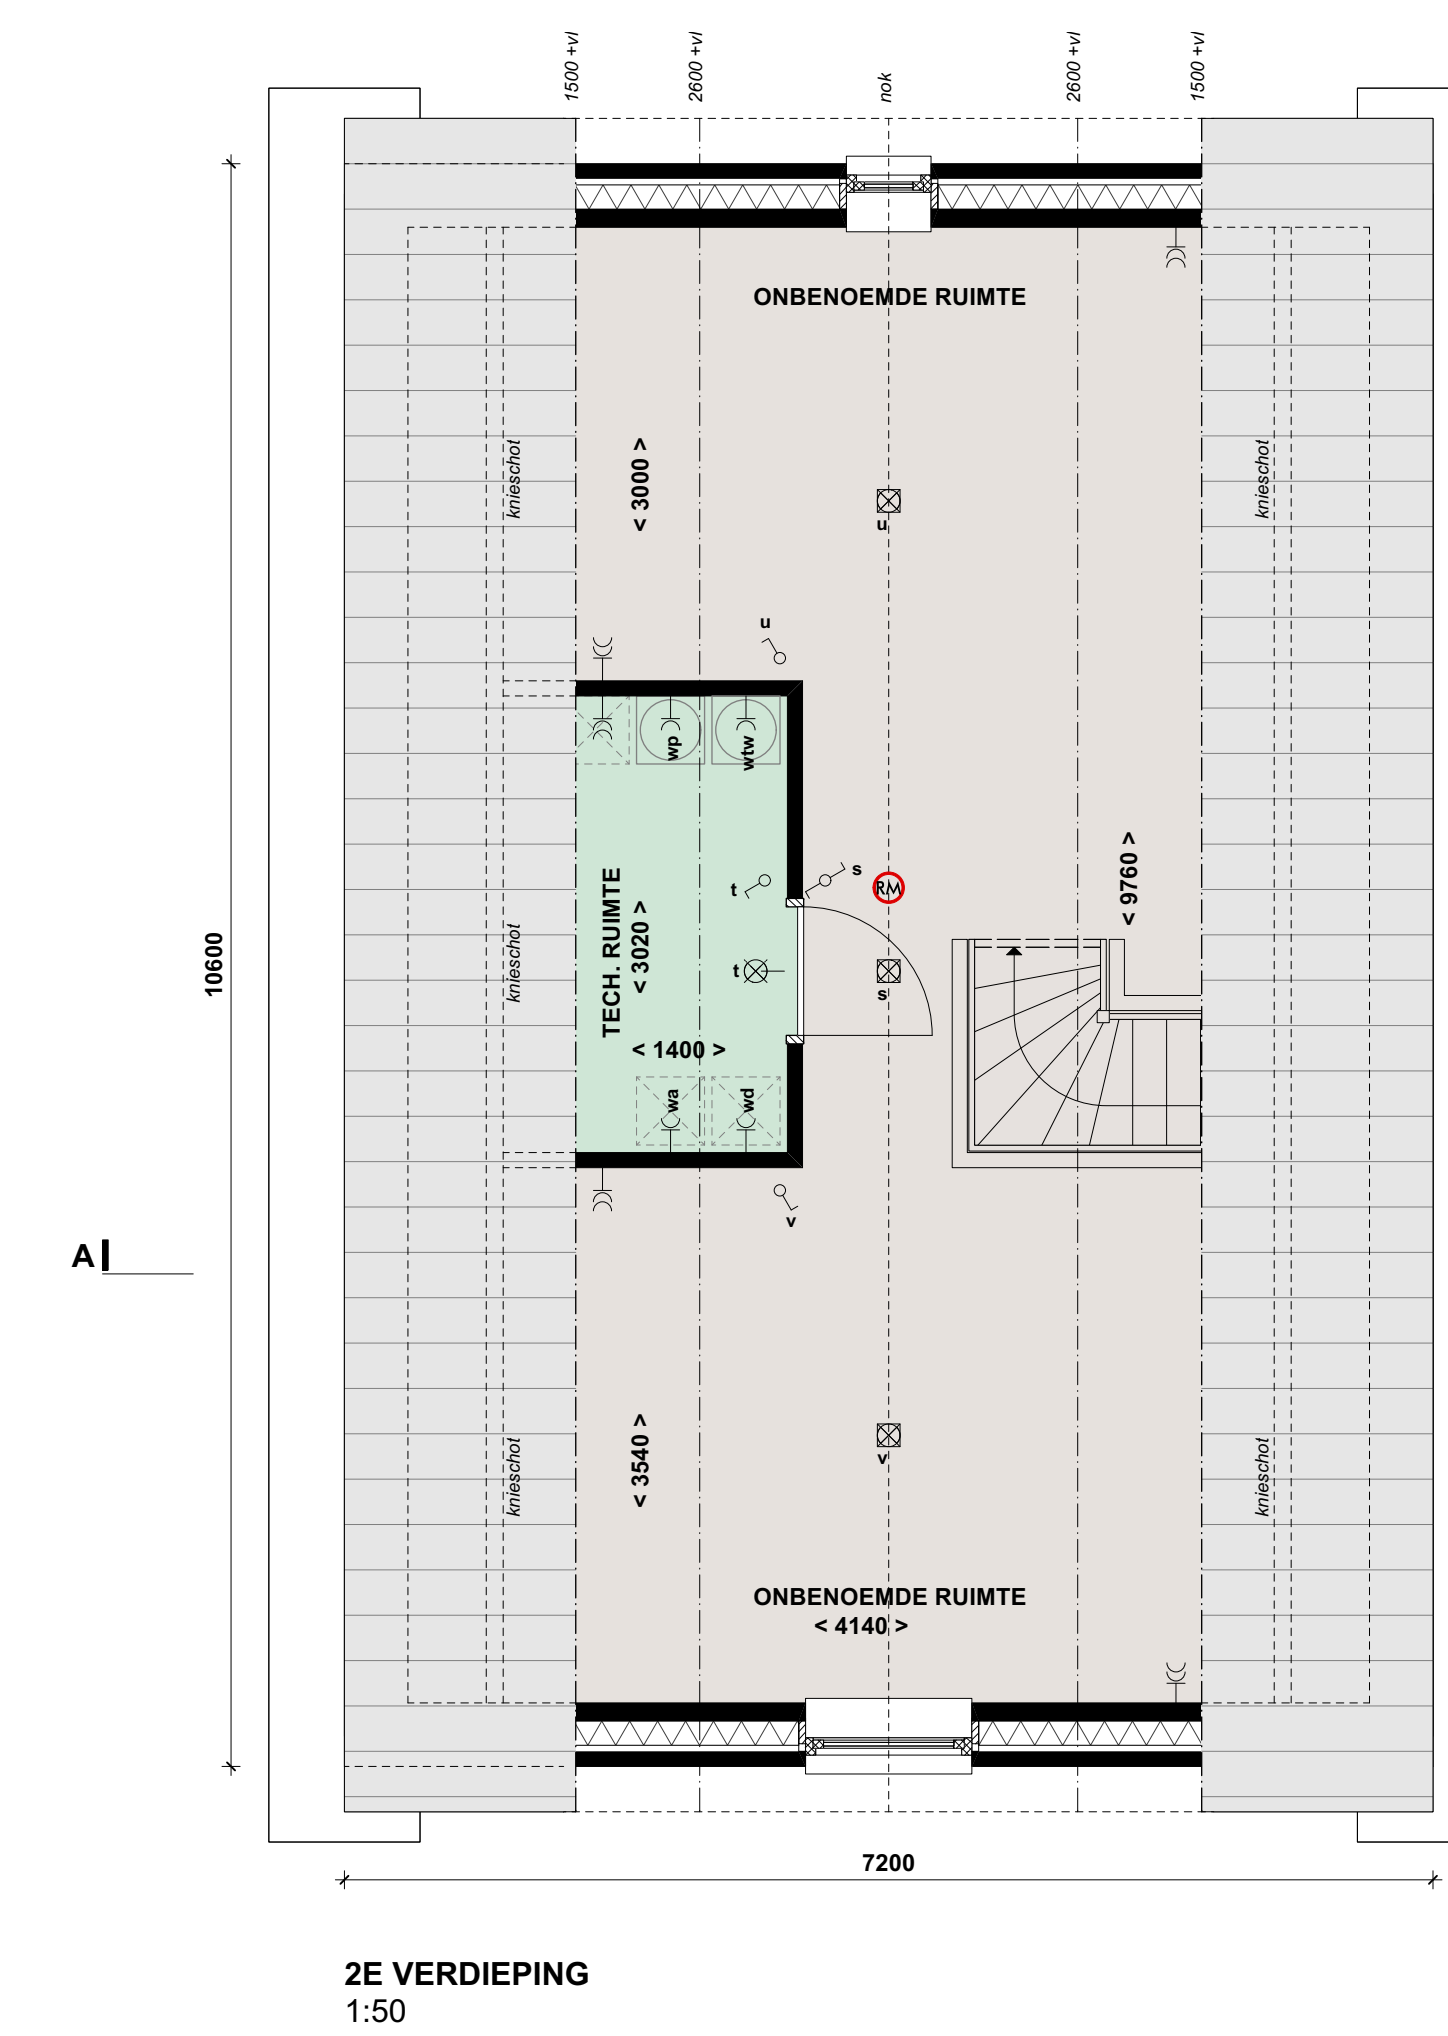 1500 +vl
2600 +vl
nok
2600 +vl
1500 +vl
ONBENOEMDE RUIMTE
knieschot
< 3000 >
knieschot
u
u
wp
wtw
t
s
RM
< 9760 >
TECH. RUIMTE
< 3020 >
knieschot
10600
t
s
< 1400 >
wa
wd
v
A
knieschot
< 3540 >
v
knieschot
ONBENOEMDE RUIMTE
< 4140 >
7200
2E VERDIEPING
1:50